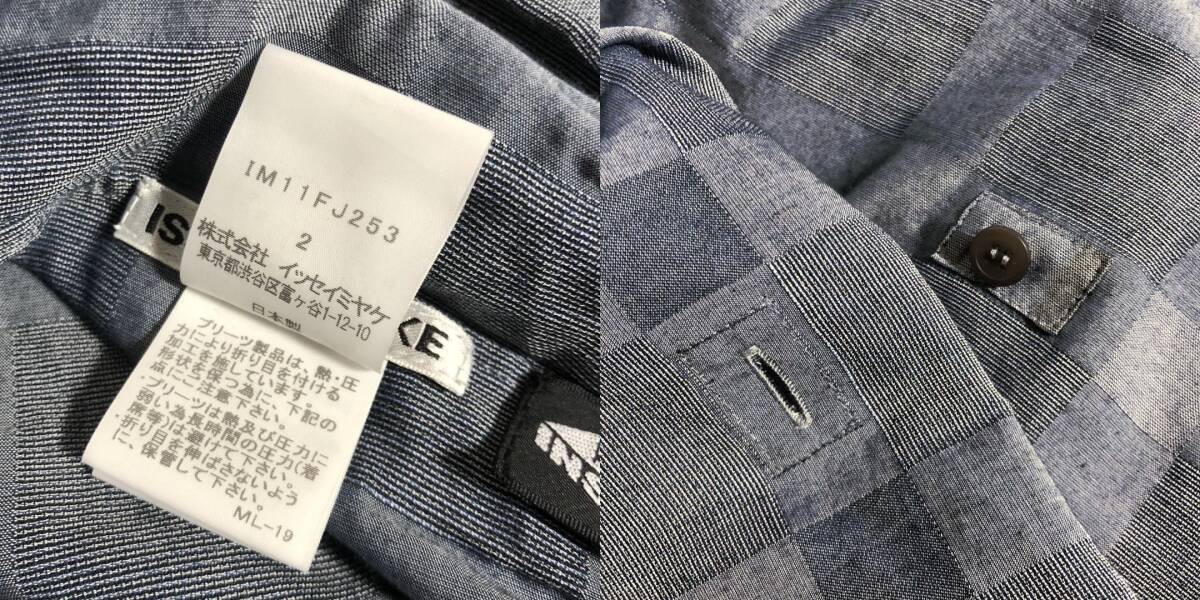 IM11FJ253
2
株式会社 イッセイミヤケ
東京都渋谷区富ヶ谷1-12-10
日本製
IS
KE
プリーツ製品は、熱・圧
力により折り目を付ける
加工を施しています。
形状を保つ為に、下記の
点にご注意下さい。
プリーツは熱及び圧力に
弱い為長時間の圧力(着
席等)は避けて下さい。
折り目を伸ばさないよう
に、保管して下さい。
ML-19
A
INS